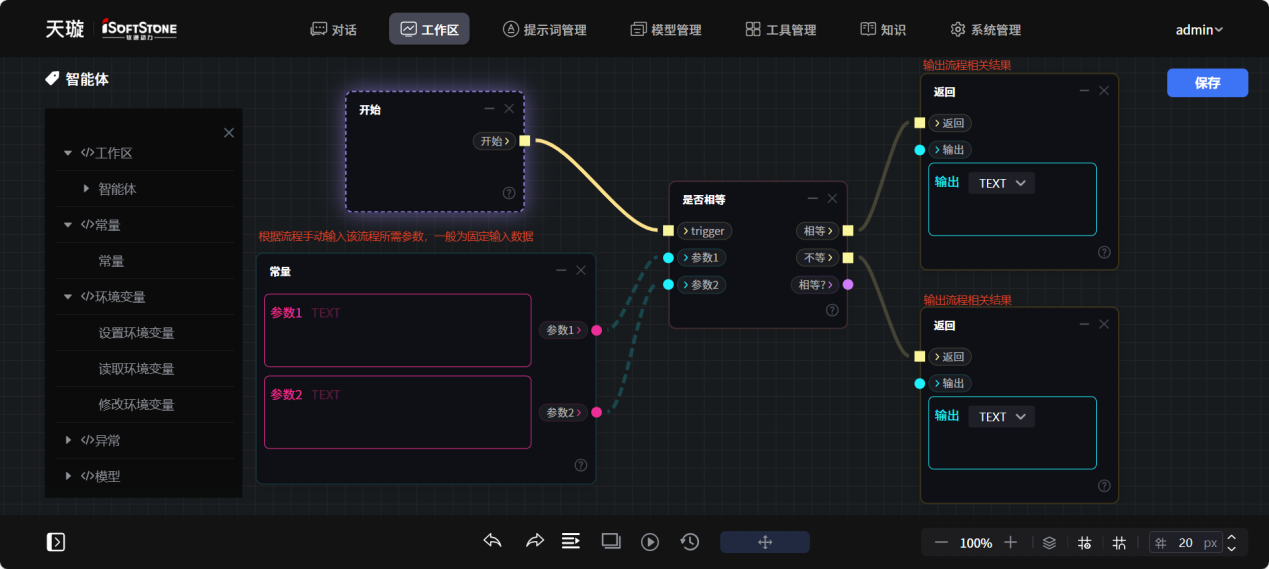 天璇 iSOFTSTONE 软通动力 对话 工作区 提示词管理 模型管理 工具管理 知识 系统管理 admin
智能体
保存
工作区
智能体
常量
常量
环境变量
设置环境变量
读取环境变量
修改环境变量
异常
模型
开始
开始
根据流程手动输入该流程所需参数，一般为固定输入数据
常量
参数1 TEXT
参数1
参数2 TEXT
参数2
是否相等
trigger 相等
参数1 不等
参数2 相等?
输出流程相关结果
返回
返回
输出
输出 TEXT
输出流程相关结果
返回
返回
输出
输出 TEXT
100% 20 px